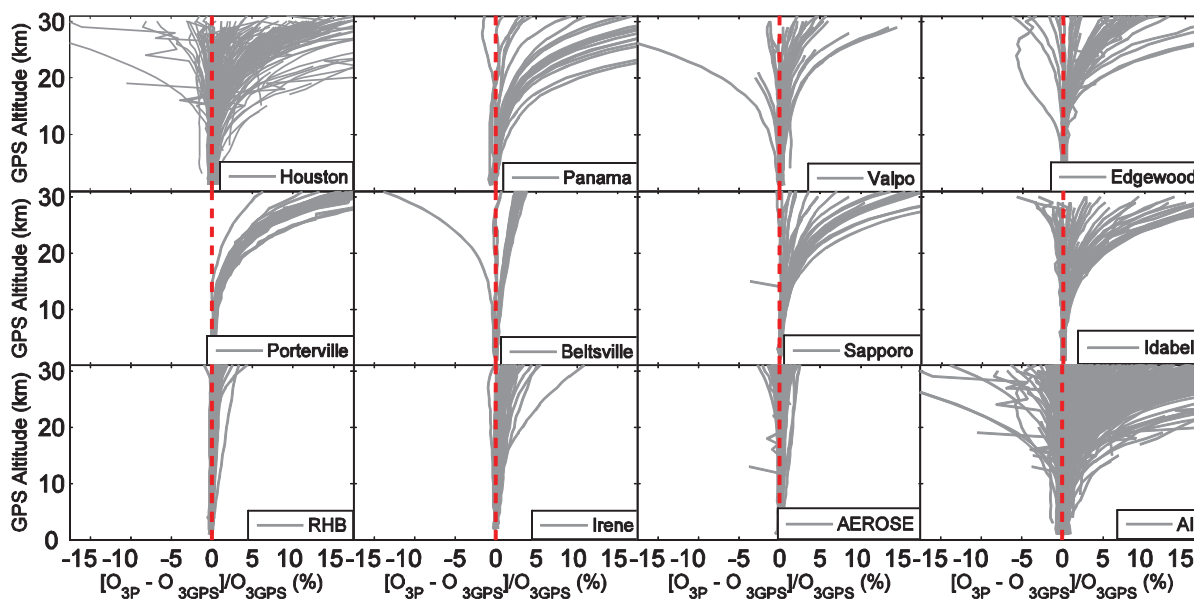 GPS Altitude (km)
30
20
10
0
Houston
Panama
Valpo
Edgewood
GPS Altitude (km)
30
20
10
0
Porterville
Beltsville
Sapporo
Idabel
GPS Altitude (km)
30
20
10
0
RHB
Irene
AEROSE
Al
-15 -10 -5 0 5 10 15 -15 -10 -5 0 5 10 15 -15 -10 -5 0 5 10 15 -15 -10 -5 0 5 10 15
[O3P - O3GPS]/O3GPS (%) [O3P - O3GPS]/O3GPS (%) [O3P - O3GPS]/O3GPS (%) [O3P - O3GPS]/O3GPS (%)